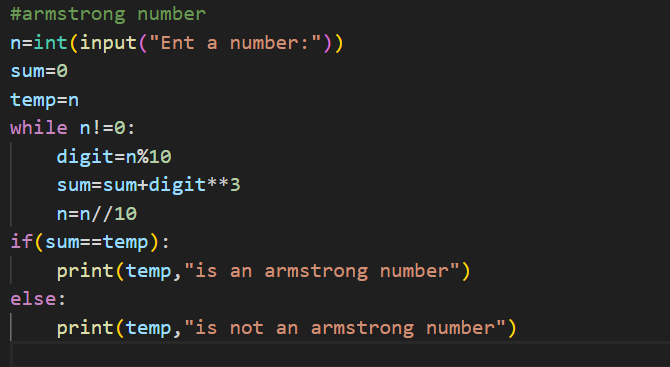 #armstrong number
n=int(input("Ent a number:"))
sum=0
temp=n
while n!=0:
    digit=n%10
    sum=sum+digit**3
    n=n//10
if(sum==temp):
    print(temp,"is an armstrong number")
else:
    print(temp,"is not an armstrong number")